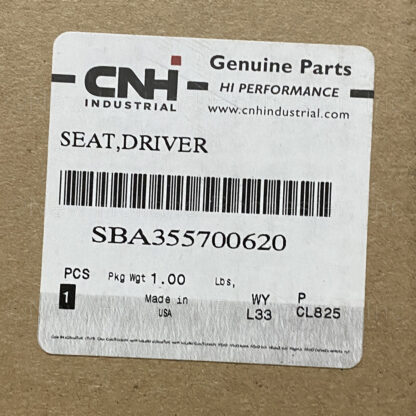 CNH
INDUSTRIAL
Genuine Parts
HI PERFORMANCE
www.cnhindustrial.com
SEAT,DRIVER
SBA355700620
PCS Pkg Wgt 1.00 Lbs,
1 Made in WY P
USA L33 CL825